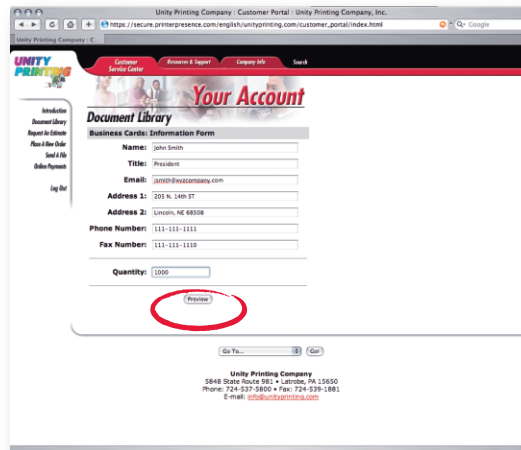 Unity Printing Company : Customer Portal : Unity Printing Company, Inc.
https://secure.printerpresence.com/english/unityprinting.com/customer_portal/index.html
Google
Unity Printing Company : C...
UNITY
PRINTING
Customer
Service Center
Resources & Support
Company Info
Search
Your Account
Introduction
Document Library
Request An Estimate
Place A New Order
Send A File
Online Payments
Log Out
Document Library
Business Cards: Information Form
Name: John Smith
Title: President
Email: jsmith@xyzcompany.com
Address 1: 205 N. 14th ST
Address 2: Lincoln, NE 68508
Phone Number: 111-111-1111
Fax Number: 111-111-1110
Quantity: 1000
Preview
Go To...
Go!
Unity Printing Company
5848 State Route 981 • Latrobe, PA 15650
Phone: 724-537-5800 • Fax: 724-539-1881
E-mail: info@unityprinting.com